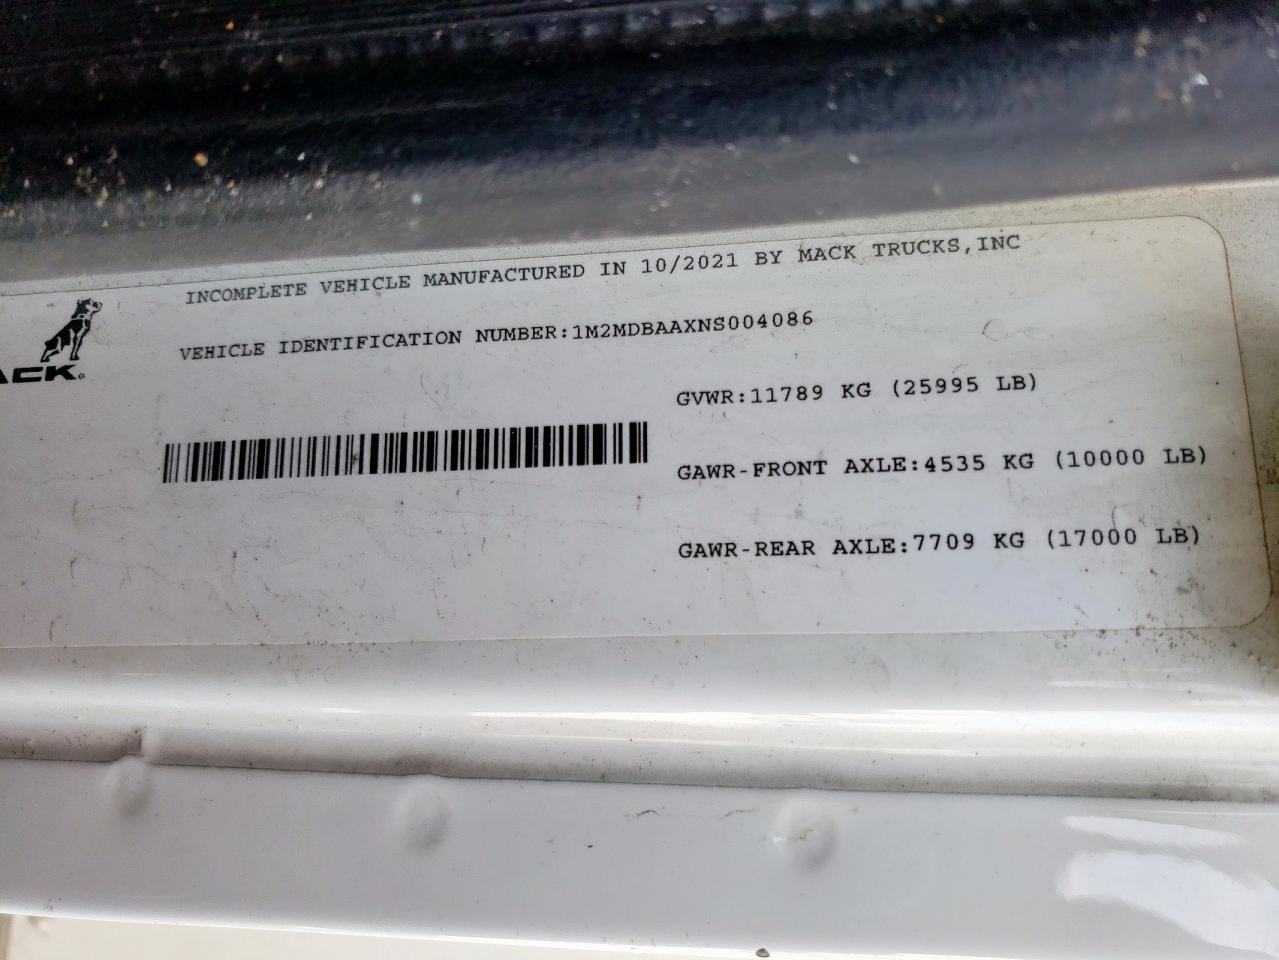 INCOMPLETE VEHICLE MANUFACTURED IN 10/2021 BY MACK TRUCKS,INC
VEHICLE IDENTIFICATION NUMBER:1M2MDBAAXNS004086
ACK®
GVWR:11789 KG (25995 LB)
GAWR-FRONT AXLE:4535 KG (10000 LB)
GAWR-REAR AXLE:7709 KG (17000 LB)